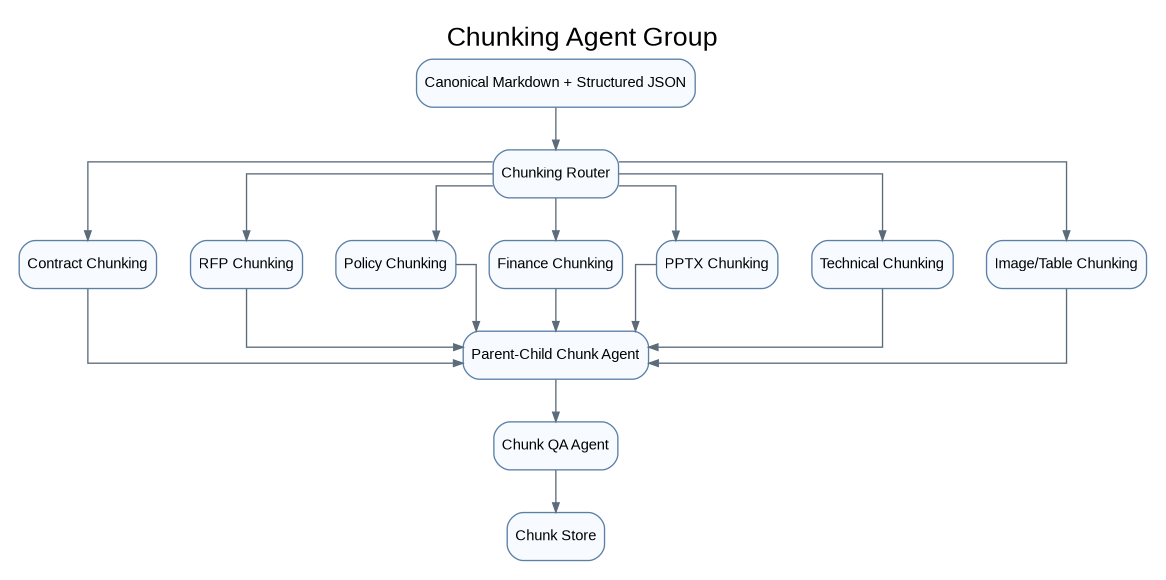 Chunking Agent Group
Canonical Markdown + Structured JSON
Chunking Router
Contract Chunking
RFP Chunking
Policy Chunking
Finance Chunking
PPTX Chunking
Technical Chunking
Image/Table Chunking
Parent-Child Chunk Agent
Chunk QA Agent
Chunk Store